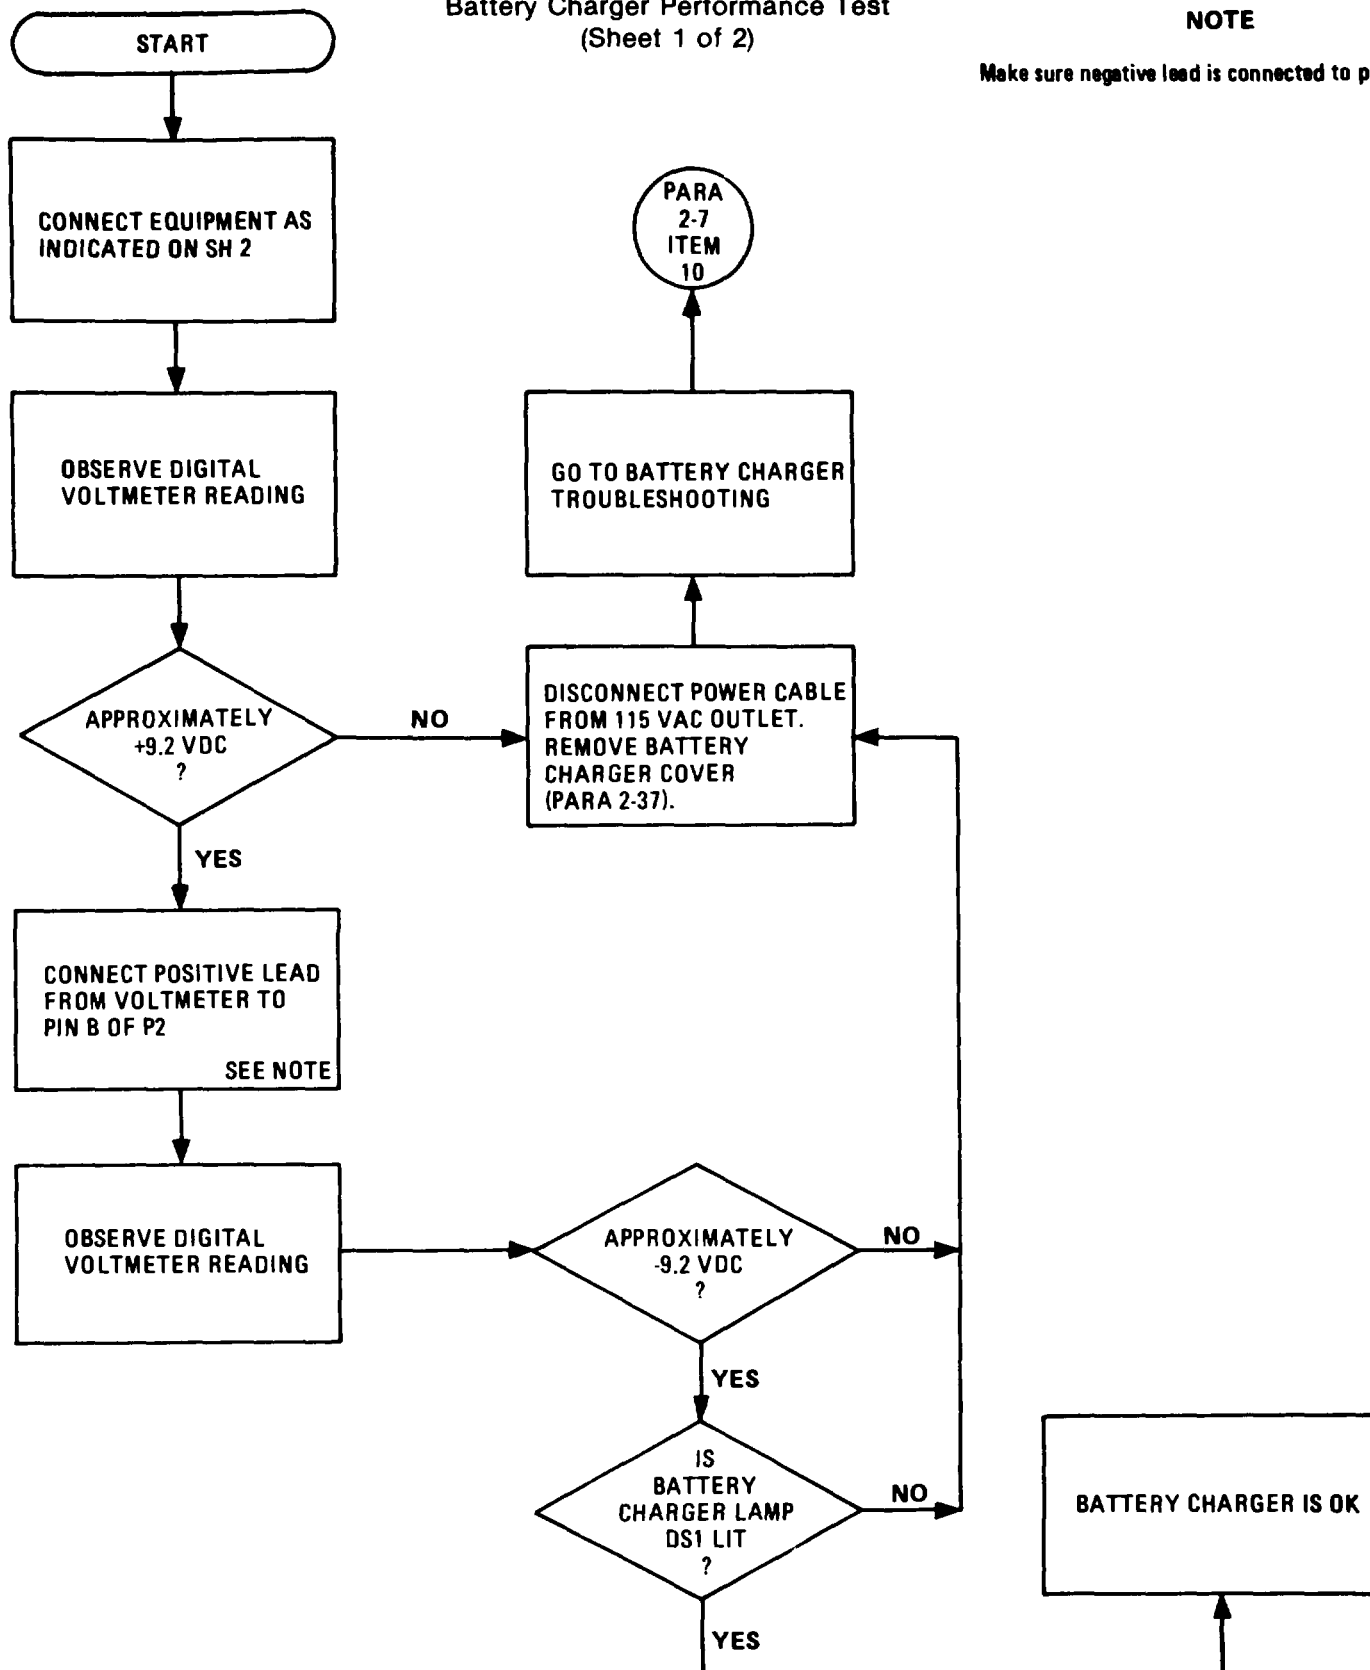 Battery Charger Performance Test
(Sheet 1 of 2)
NOTE
Make sure negative lead is connected to
START
CONNECT EQUIPMENT AS
INDICATED ON SH 2
PARA
2-7
ITEM
10
OBSERVE DIGITAL
VOLTMETER READING
GO TO BATTERY CHARGER
TROUBLESHOOTING
APPROXIMATELY
+9.2 VDC
?
NO
DISCONNECT POWER CABLE
FROM 115 VAC OUTLET.
REMOVE BATTERY
CHARGER COVER
(PARA 2-37).
YES
CONNECT POSITIVE LEAD
FROM VOLTMETER TO
PIN B OF P2
SEE NOTE
OBSERVE DIGITAL
VOLTMETER READING
APPROXIMATELY
-9.2 VDC
?
NO
YES
IS
BATTERY
CHARGER LAMP
DS1 LIT
?
NO
YES
BATTERY CHARGER IS OK